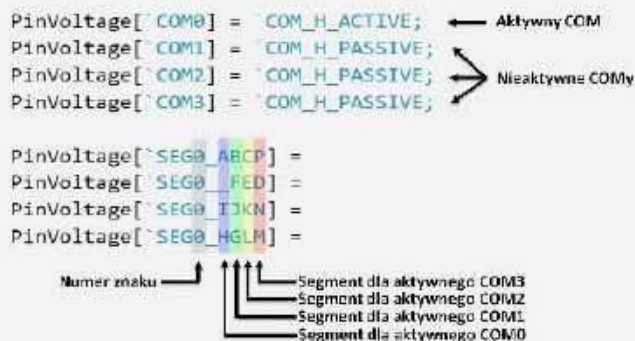 PinVoltage[`COM0] = `COM_H_ACTIVE; Aktywny COM
PinVoltage[`COM1] = `COM_H_PASSIVE;
PinVoltage[`COM2] = `COM_H_PASSIVE; Nieaktywne COMy
PinVoltage[`COM3] = `COM_H_PASSIVE;
PinVoltage[`SEG0_ABCP] =
PinVoltage[`SEG0__FED] =
PinVoltage[`SEG0_IJKN] =
PinVoltage[`SEG0_HGLM] =
Numer znaku Segment dla aktywnego COM3
Segment dla aktywnego COM2
Segment dla aktywnego COM1
Segment dla aktywnego COM0